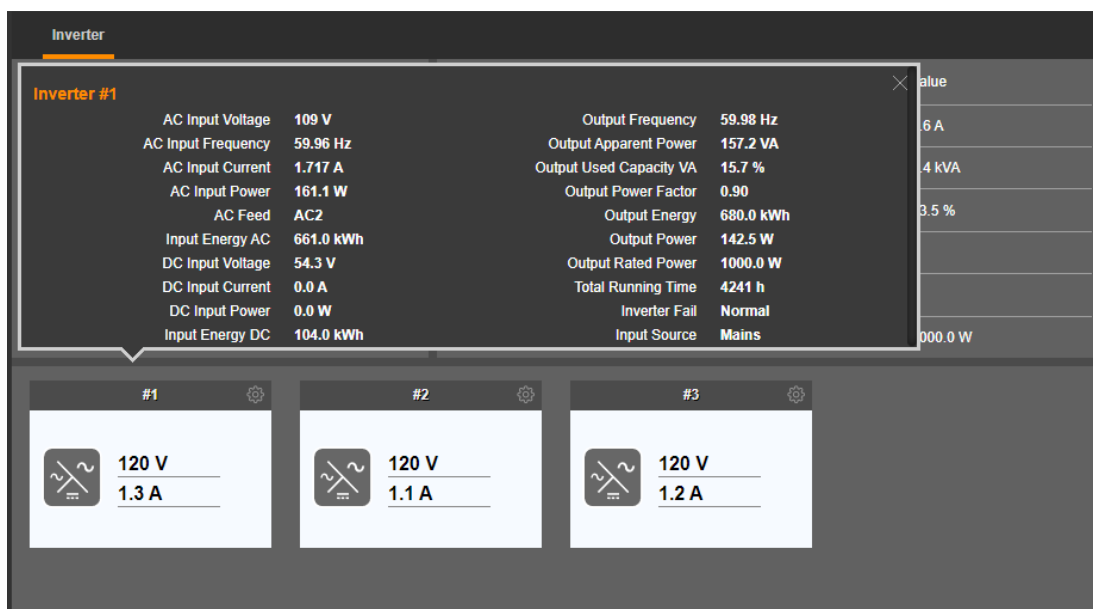 Inverter
Inverter #1
AC Input Voltage 109 V
AC Input Frequency 59.96 Hz
AC Input Current 1.717 A
AC Input Power 161.1 W
AC Feed AC2
Input Energy AC 661.0 kWh
DC Input Voltage 54.3 V
DC Input Current 0.0 A
DC Input Power 0.0 W
Input Energy DC 104.0 kWh
Output Frequency 59.98 Hz
Output Apparent Power 157.2 VA
Output Used Capacity VA 15.7 %
Output Power Factor 0.90
Output Energy 680.0 kWh
Output Power 142.5 W
Output Rated Power 1000.0 W
Total Running Time 4241 h
Inverter Fail Normal
Input Source Mains
alue
.6 A
.4 kVA
3.5 %
000.0 W
#1
120 V
1.3 A
#2
120 V
1.1 A
#3
120 V
1.2 A